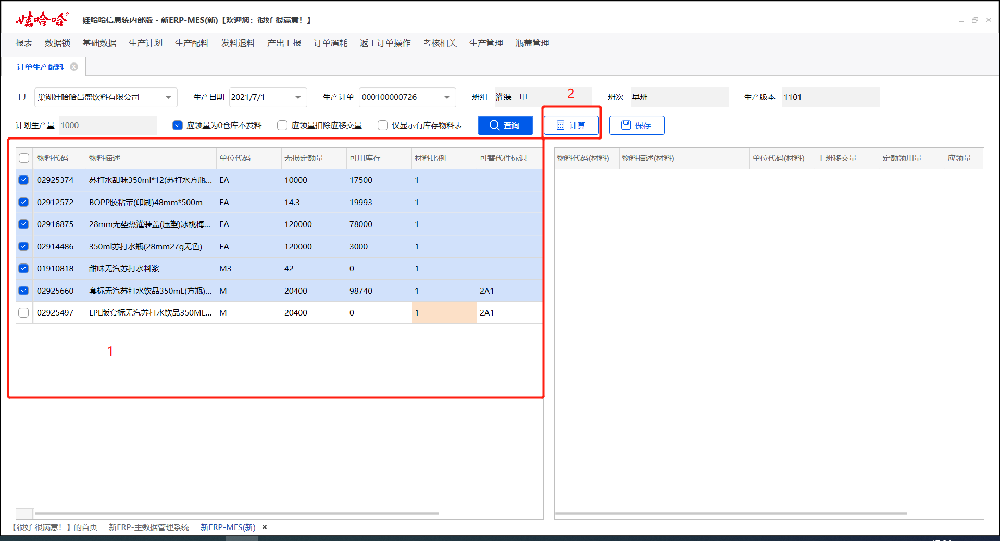 娃哈哈®
娃哈哈信息统内部版 - 新ERP-MES(新)【欢迎您：很好 很满意！】
报表 数据锁 基础数据 生产计划 生产配料 发料退料 产出上报 订单消耗 返工订单操作 考核相关 生产管理 瓶盖管理
订单生产配料
工厂 巢湖娃哈哈昌盛饮料有限公司 生产日期 2021/7/1 生产订单 000100000726 班组 灌装一甲 2 班次 早班 生产版本 1101
计划生产量 1000 应领量为0仓库不发料 应领量扣除应移交量 仅显示有库存物料表 查询 计算 保存
物料代码 物料描述 单位代码 无损定额量 可用库存 材料比例 可替代件标识
02925374 苏打水甜味350ml*12(苏打水方瓶... EA 10000 17500 1
02912572 BOPP胶粘带(印刷)48mm*500m EA 14.3 19993 1
02916875 28mm无垫热灌装盖(压塑)冰桃梅... EA 120000 78000 1
02914486 350ml苏打水瓶(28mm27g无色) EA 120000 3000 1
01910818 甜味无汽苏打水料浆 M3 42 0 1
02925660 套标无汽苏打水饮品350mL(方瓶)... M 20400 98740 1 2A1
02925497 LPL版套标无汽苏打水饮品350ML... M 20400 0 1 2A1
1
物料代码(材料) 物料描述(材料) 单位代码(材料) 上班移交量 定额领用量 应领量
【很好 很满意！】的首页 新ERP-主数据管理系统 新ERP-MES(新)